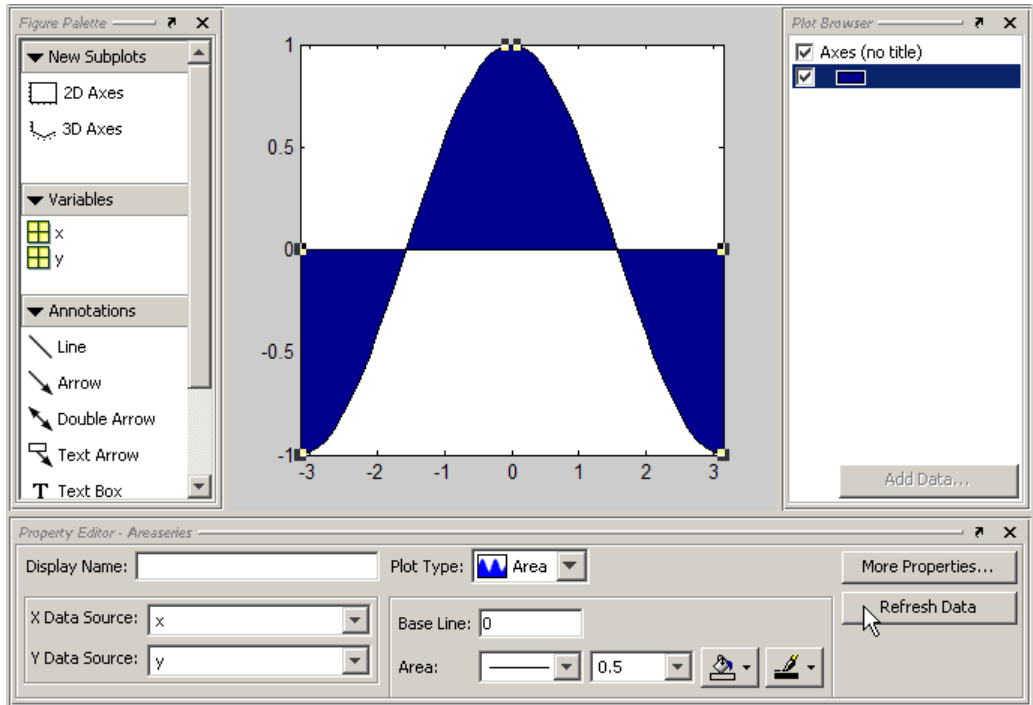 Figure Palette
New Subplots
2D Axes
3D Axes
Variables
x
y
Annotations
Line
Arrow
Double Arrow
Text Arrow
T Text Box
1
0.5
0
-0.5
-1
-3 -2 -1 0 1 2 3
Plot Browser
Axes (no title)
Add Data...
Property Editor - Areaseries
Display Name:
Plot Type: Area
More Properties...
X Data Source: x
Base Line: 0
Refresh Data
Y Data Source: y
Area: 0.5